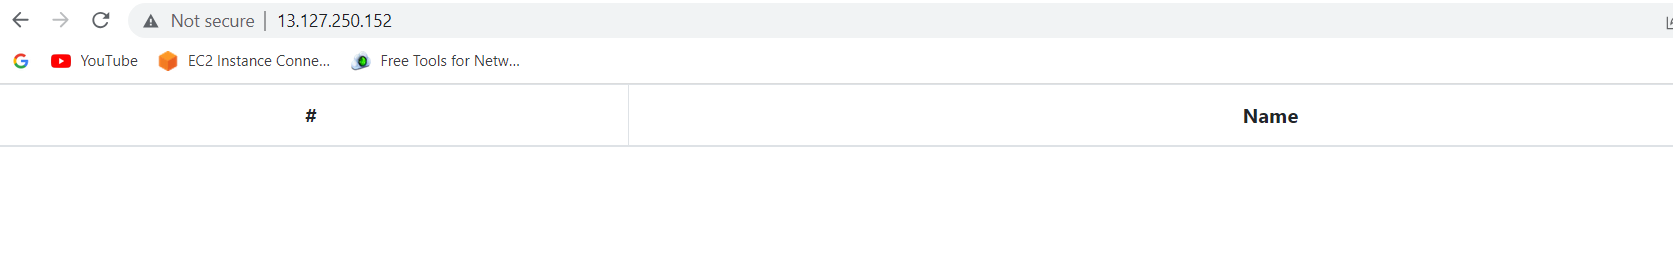 Not secure | 13.127.250.152
YouTube EC2 Instance Conne... Free Tools for Netw...
# Name